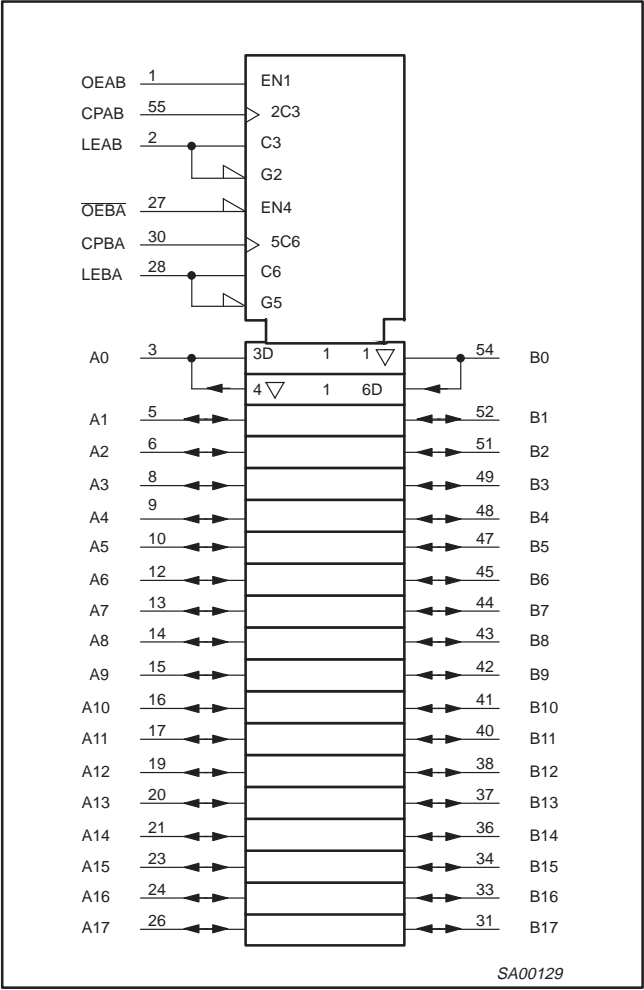 OEAB 1 EN1
CPAB 55 2C3
LEAB 2 C3
G2
OEBA 27 EN4
CPBA 30 5C6
LEBA 28 C6
G5
A0 3 3D 1 1 ▽ 54 B0
4 ▽ 1 6D
A1 5 52 B1
A2 6 51 B2
A3 8 49 B3
A4 9 48 B4
A5 10 47 B5
A6 12 45 B6
A7 13 44 B7
A8 14 43 B8
A9 15 42 B9
A10 16 41 B10
A11 17 40 B11
A12 19 38 B12
A13 20 37 B13
A14 21 36 B14
A15 23 34 B15
A16 24 33 B16
A17 26 31 B17
SA00129